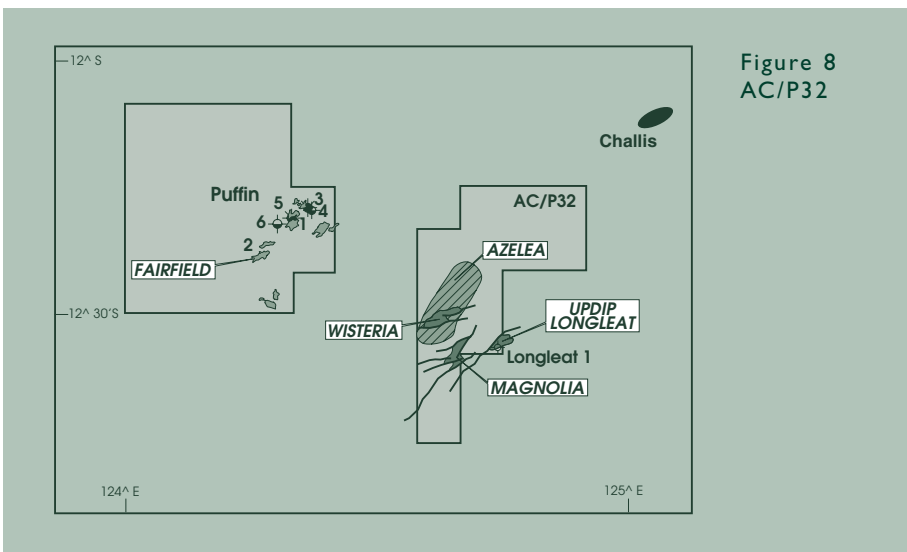 Figure 8
AC/P32
12^ S
Challis
Puffin
AC/P32
5
3
4
6
1
2
AZELEA
FAIRFIELD
12^ 30'S
UPDIP
LONGLEAT
WISTERIA
Longleat 1
MAGNOLIA
124^ E
125^ E